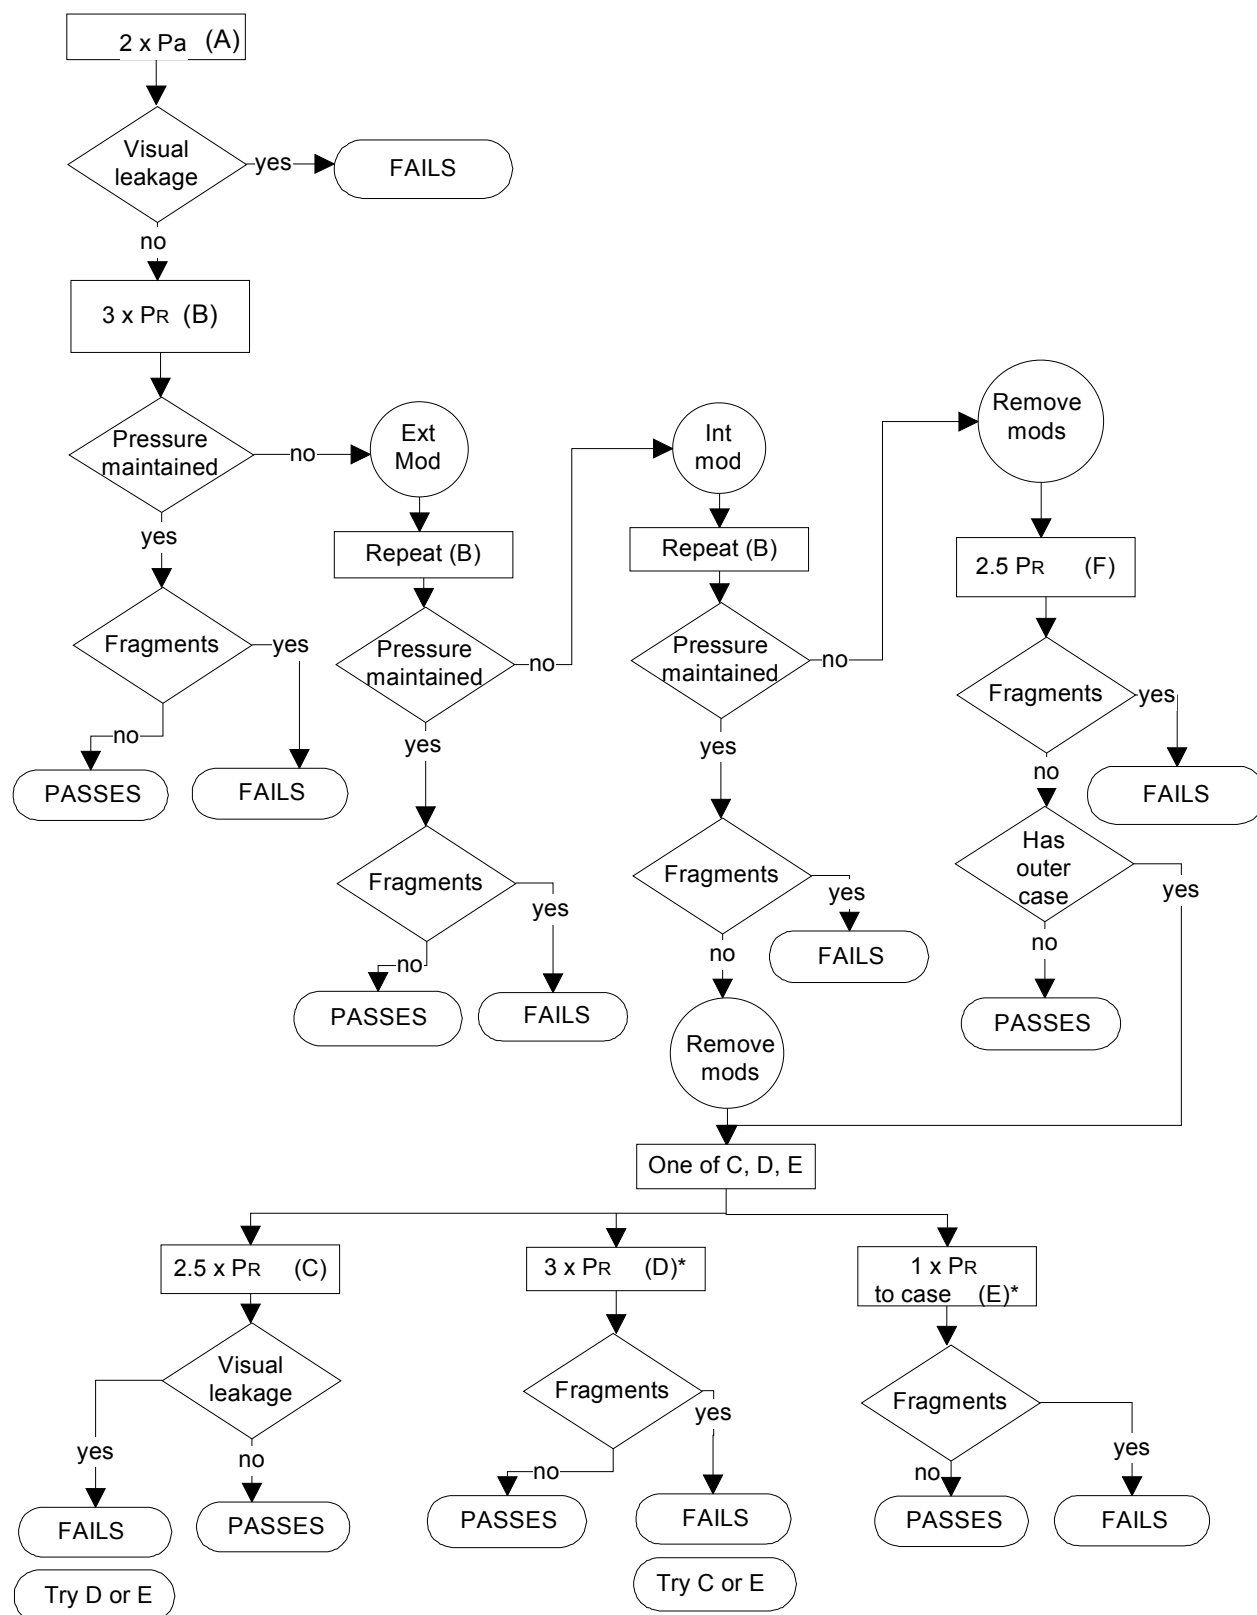 2 x Pa (A)
Visual
leakage
yes
FAILS
no
3 x PR (B)
Pressure
maintained
no
Ext
Mod
Int
mod
Remove
mods
yes
Repeat (B)
Repeat (B)
2.5 PR (F)
Fragments
yes
Pressure
maintained
no
Pressure
maintained
no
Fragments
yes
no
PASSES
FAILS
yes
yes
no
FAILS
Fragments
yes
no
PASSES
FAILS
Fragments
yes
FAILS
no
Has
outer
case
yes
no
PASSES
Remove
mods
One of C, D, E
2.5 x PR (C)
3 x PR (D)*
1 x PR
to case (E)*
Visual
leakage
Fragments
Fragments
yes
no
yes
no
yes
no
FAILS
PASSES
PASSES
FAILS
PASSES
FAILS
Try D or E
Try C or E